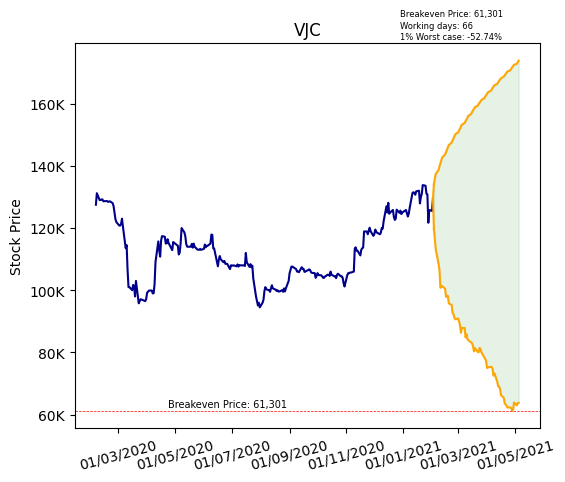 Breakeven Price: 61,301
Working days: 66
1% Worst case: -52.74%
VJC
Stock Price
160K
140K
120K
100K
80K
60K
Breakeven Price: 61,301
01/03/2020
01/05/2020
01/07/2020
01/09/2020
01/11/2020
01/01/2021
01/03/2021
01/05/2021